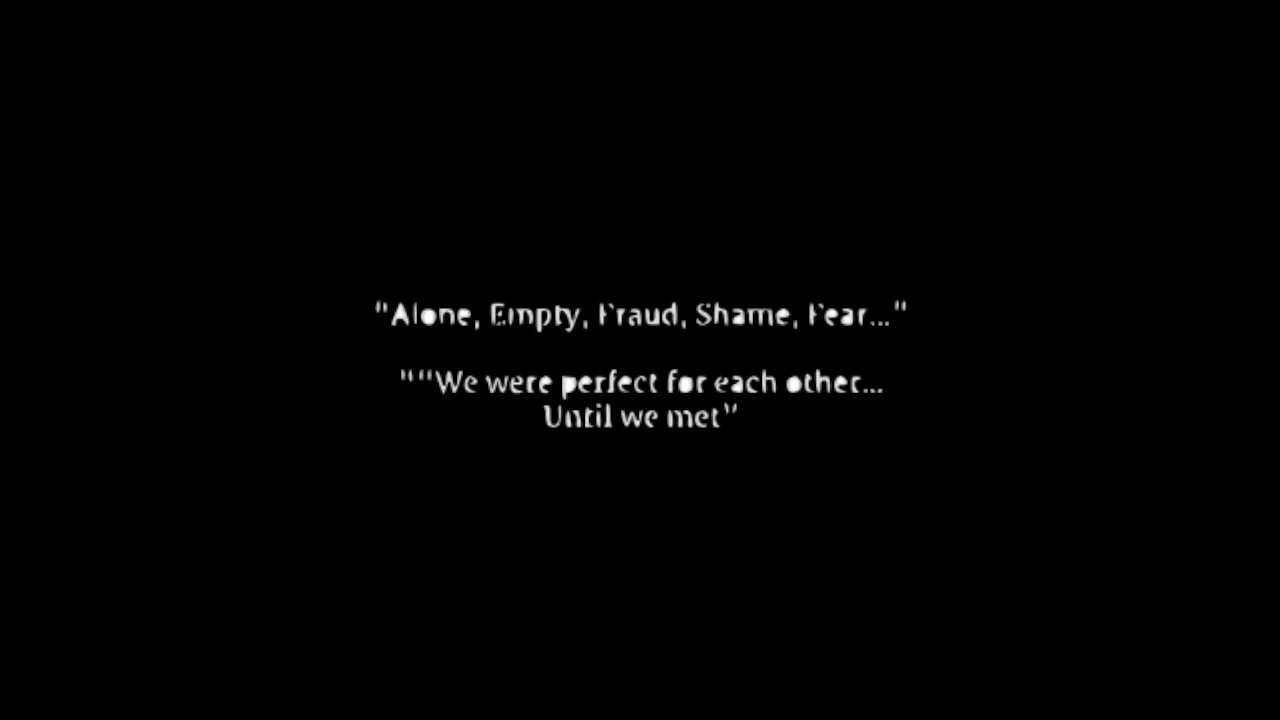 "Alone, Empty, Fraud, Shame, Fear..."
""We were perfect for each other...
Until we met"